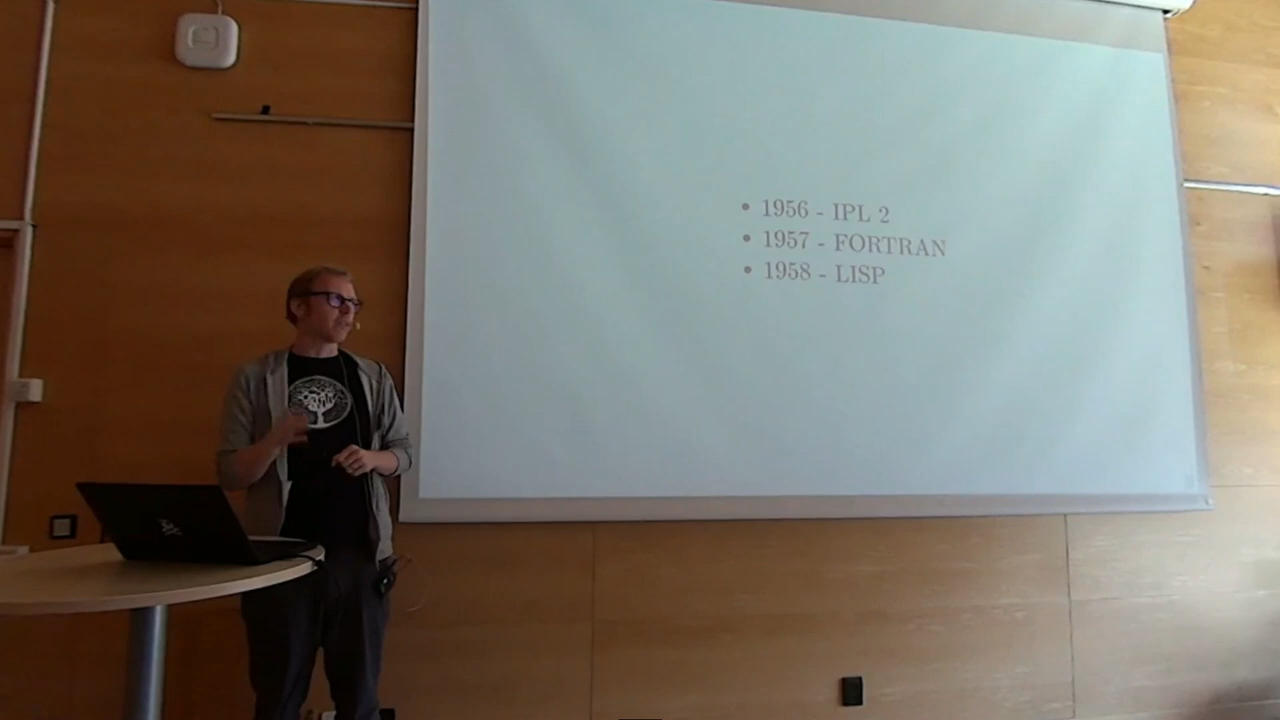 • 1956 - IPL 2
• 1957 - FORTRAN
• 1958 - LISP